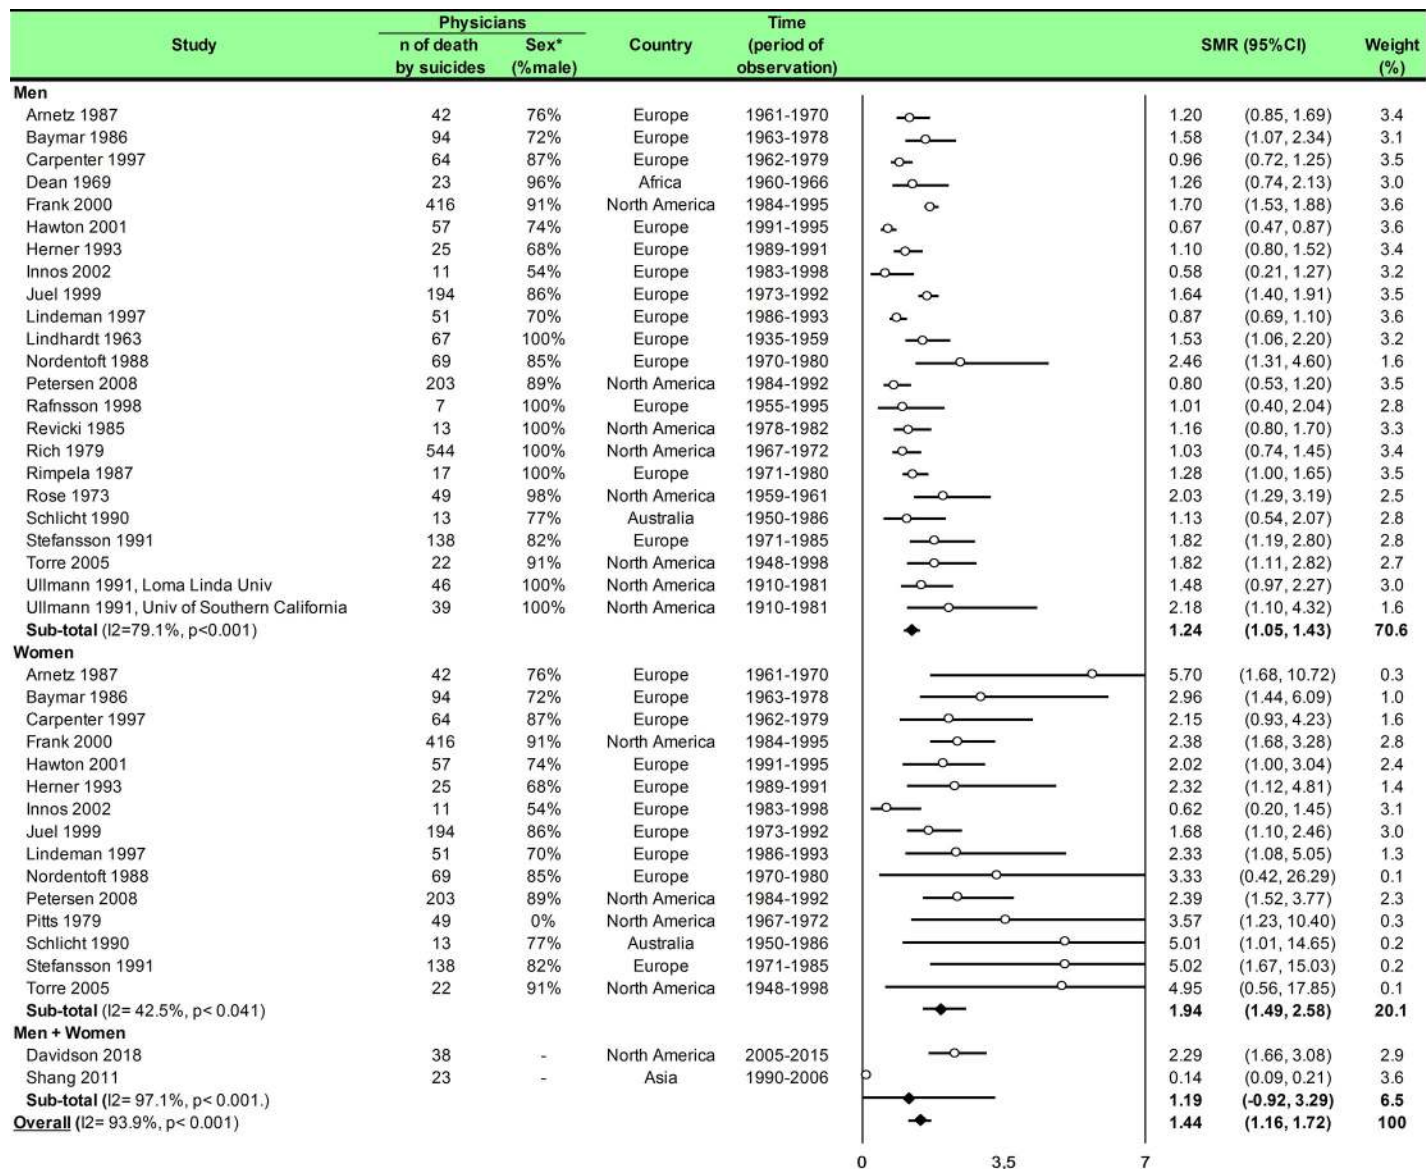 Study Physicians n of death by suicides Sex* (%male) Country Time (period of observation) SMR (95%CI) Weight (%)
Men
Arnetz 1987 42 76% Europe 1961-1970 1.20 (0.85, 1.69) 3.4
Baymar 1986 94 72% Europe 1963-1978 1.58 (1.07, 2.34) 3.1
Carpenter 1997 64 87% Europe 1962-1979 0.96 (0.72, 1.25) 3.5
Dean 1969 23 96% Africa 1960-1966 1.26 (0.74, 2.13) 3.0
Frank 2000 416 91% North America 1984-1995 1.70 (1.53, 1.88) 3.6
Hawton 2001 57 74% Europe 1991-1995 0.67 (0.47, 0.87) 3.6
Herner 1993 25 68% Europe 1989-1991 1.10 (0.80, 1.52) 3.4
Innos 2002 11 54% Europe 1983-1998 0.58 (0.21, 1.27) 3.2
Juel 1999 194 86% Europe 1973-1992 1.64 (1.40, 1.91) 3.5
Lindeman 1997 51 70% Europe 1986-1993 0.87 (0.69, 1.10) 3.6
Lindhardt 1963 67 100% Europe 1935-1959 1.53 (1.06, 2.20) 3.2
Nordentoft 1988 69 85% Europe 1970-1980 2.46 (1.31, 4.60) 1.6
Petersen 2008 203 89% North America 1984-1992 0.80 (0.53, 1.20) 3.5
Rafnsson 1998 7 100% Europe 1955-1995 1.01 (0.40, 2.04) 2.8
Revicki 1985 13 100% North America 1978-1982 1.16 (0.80, 1.70) 3.3
Rich 1979 544 100% North America 1967-1972 1.03 (0.74, 1.45) 3.4
Rimpela 1987 17 100% Europe 1971-1980 1.28 (1.00, 1.65) 3.5
Rose 1973 49 98% North America 1959-1961 2.03 (1.29, 3.19) 2.5
Schlicht 1990 13 77% Australia 1950-1986 1.13 (0.54, 2.07) 2.8
Stefansson 1991 138 82% Europe 1971-1985 1.82 (1.19, 2.80) 2.8
Torre 2005 22 91% North America 1948-1998 1.82 (1.11, 2.82) 2.7
Ullmann 1991, Loma Linda Univ 46 100% North America 1910-1981 1.48 (0.97, 2.27) 3.0
Ullmann 1991, Univ of Southern California 39 100% North America 1910-1981 2.18 (1.10, 4.32) 1.6
Sub-total (I2=79.1%, p<0.001) 1.24 (1.05, 1.43) 70.6
Women
Arnetz 1987 42 76% Europe 1961-1970 5.70 (1.68, 10.72) 0.3
Baymar 1986 94 72% Europe 1963-1978 2.96 (1.44, 6.09) 1.0
Carpenter 1997 64 87% Europe 1962-1979 2.15 (0.93, 4.23) 1.6
Frank 2000 416 91% North America 1984-1995 2.38 (1.68, 3.28) 2.8
Hawton 2001 57 74% Europe 1991-1995 2.02 (1.00, 3.04) 2.4
Herner 1993 25 68% Europe 1989-1991 2.32 (1.12, 4.81) 1.4
Innos 2002 11 54% Europe 1983-1998 0.62 (0.20, 1.45) 3.1
Juel 1999 194 86% Europe 1973-1992 1.68 (1.10, 2.46) 3.0
Lindeman 1997 51 70% Europe 1986-1993 2.33 (1.08, 5.05) 1.3
Nordentoft 1988 69 85% Europe 1970-1980 3.33 (0.42, 26.29) 0.1
Petersen 2008 203 89% North America 1984-1992 2.39 (1.52, 3.77) 2.3
Pitts 1979 49 0% North America 1967-1972 3.57 (1.23, 10.40) 0.3
Schlicht 1990 13 77% Australia 1950-1986 5.01 (1.01, 14.65) 0.2
Stefansson 1991 138 82% Europe 1971-1985 5.02 (1.67, 15.03) 0.2
Torre 2005 22 91% North America 1948-1998 4.95 (0.56, 17.85) 0.1
Sub-total (I2= 42.5%, p< 0.041) 1.94 (1.49, 2.58) 20.1
Men + Women
Davidson 2018 38 - North America 2005-2015 2.29 (1.66, 3.08) 2.9
Shang 2011 23 - Asia 1990-2006 0.14 (0.09, 0.21) 3.6
Sub-total (I2= 97.1%, p< 0.001.) 1.19 (-0.92, 3.29) 6.5
Overall (I2= 93.9%, p< 0.001) 1.44 (1.16, 1.72) 100
0 3.5 7